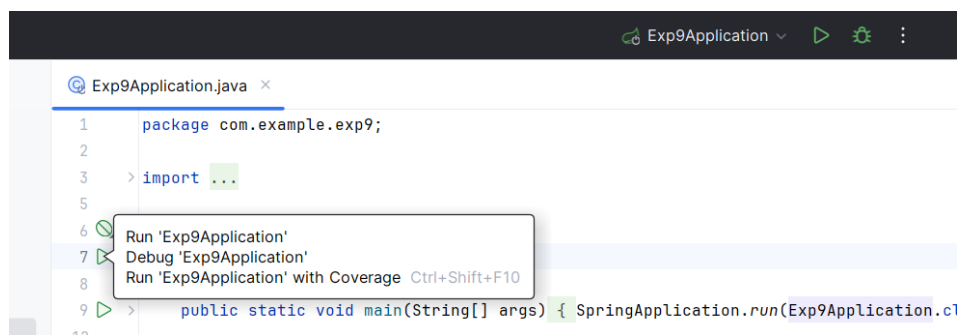 Exp9Application
Exp9Application.java
1 package com.example.exp9;
2
3 import ...
5
6
Run 'Exp9Application'
7
Debug 'Exp9Application'
Run 'Exp9Application' with Coverage Ctrl+Shift+F10
8
9 public static void main(String[] args) { SpringApplication.run(Exp9Application.cl